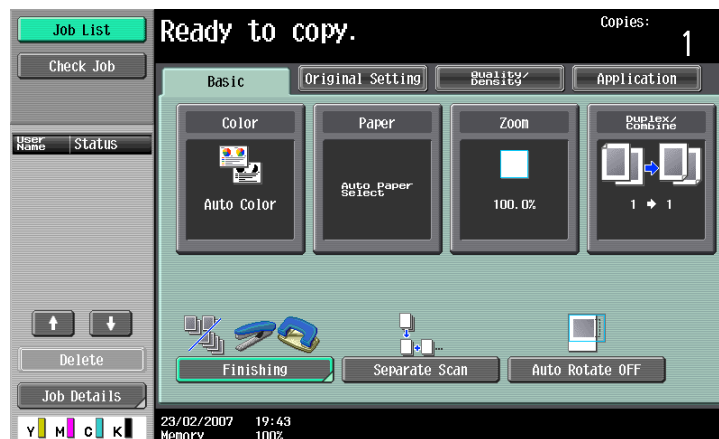 Job List
Check Job
User Name
Status
Delete
Job Details
Y M C K
Ready to copy.
Copies:
1
Basic
Original Setting
Quality/
Density
Application
Color
Auto Color
Paper
Auto Paper
Select
Zoom
100.0%
Duplex/
Combine
1 → 1
Finishing
Separate Scan
Auto Rotate OFF
23/02/2007 19:43
Memory 100%